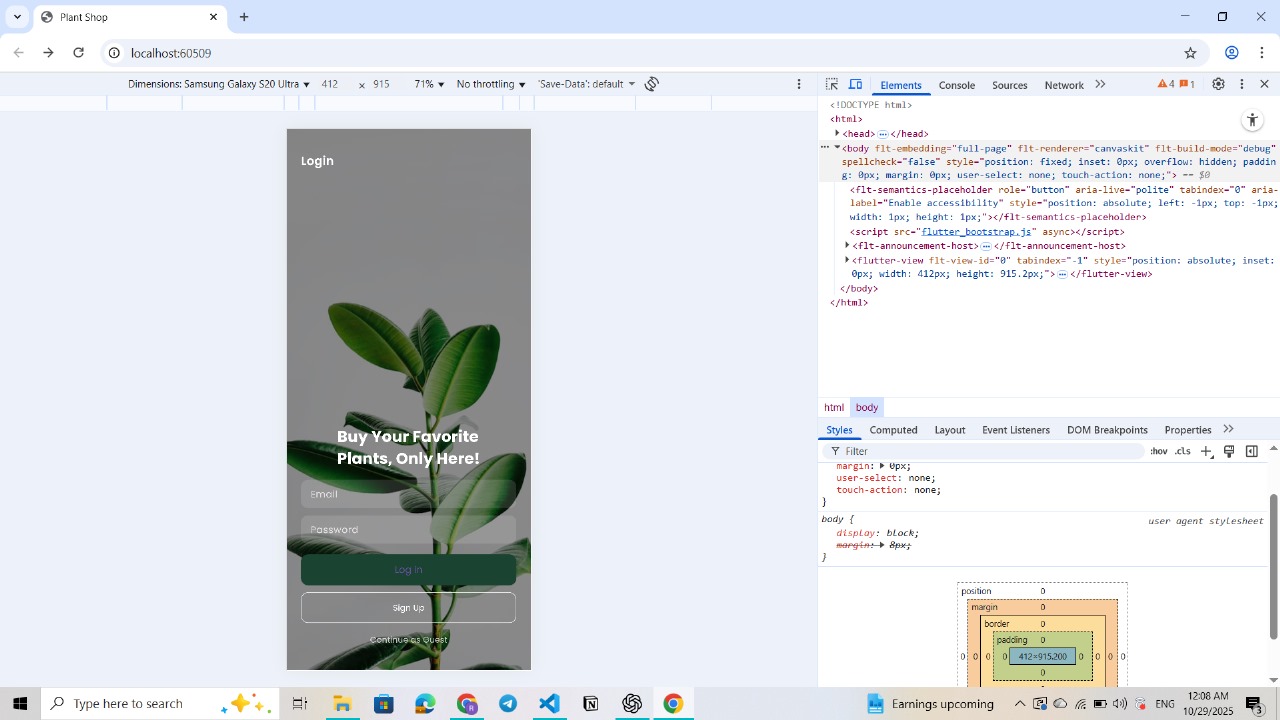 Plant Shop
localhost:60509
Dimensions: Samsung Galaxy S20 Ultra ▼ 412 × 915 71% ▼ No throttling ▼ 'Save-Data': default ▼
Elements Console Sources Network 4 1
<!DOCTYPE html>
<html>
<head> ⋯ </head>
<body flt-embedding="full-page" flt-renderer="canvaskit" flt-build-mode="debug"
spellcheck="false" style="position: fixed; inset: 0px; overflow: hidden; paddin
g: 0px; margin: 0px; user-select: none; touch-action: none;"> == $0
<flt-semantics-placeholder role="button" aria-live="polite" tabindex="0" aria-
label="Enable accessibility" style="position: absolute; left: -1px; top: -1px;
width: 1px; height: 1px;"></flt-semantics-placeholder>
<script src="flutter_bootstrap.js" async></script>
<flt-announcement-host> ⋯ </flt-announcement-host>
<flutter-view flt-view-id="0" tabindex="-1" style="position: absolute; inset:
0px; width: 412px; height: 915.2px;"> ⋯ </flutter-view>
</body>
</html>
html body
Styles Computed Layout Event Listeners DOM Breakpoints Properties
Filter :hov .cls
margin: 0px;
user-select: none;
touch-action: none;
}
body { user agent stylesheet
display: block;
margin: 8px;
}
position 0
margin 0
border 0
padding 0
0 0 0 0 412×915.200 0 0 0 0
0
Login
Buy Your Favorite
Plants, Only Here!
Email
Password
Log In
Sign Up
Continue as Guest
Type here to search
Earnings upcoming
ENG
12:08 AM
10/29/2025
3